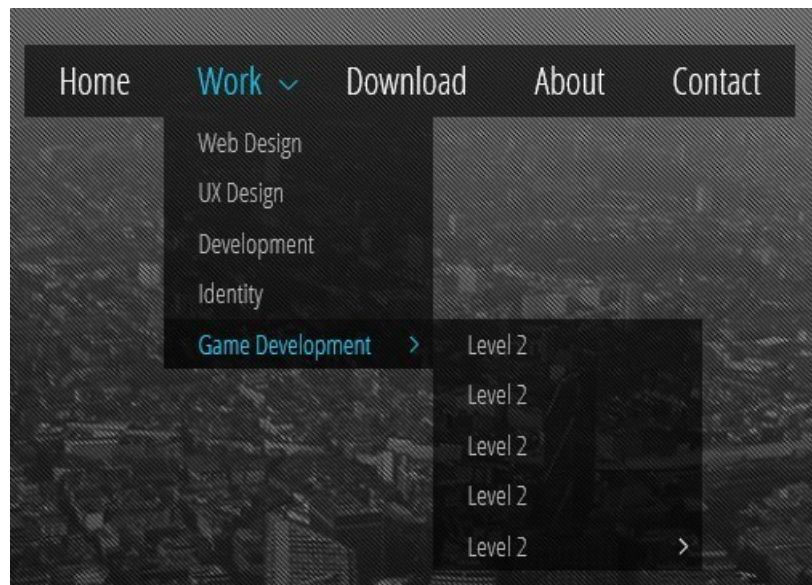 Home Work Download About Contact
Web Design
UX Design
Development
Identity
Game Development
Level 2
Level 2
Level 2
Level 2
Level 2